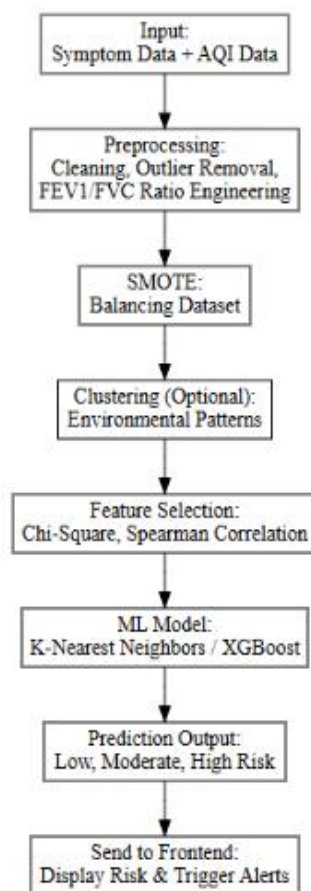 Input:
Symptom Data + AQI Data
Preprocessing:
Cleaning, Outlier Removal,
FEV1/FVC Ratio Engineering
SMOTE:
Balancing Dataset
Clustering (Optional):
Environmental Patterns
Feature Selection:
Chi-Square, Spearman Correlation
ML Model:
K-Nearest Neighbors / XGBoost
Prediction Output:
Low, Moderate, High Risk
Send to Frontend:
Display Risk & Trigger Alerts